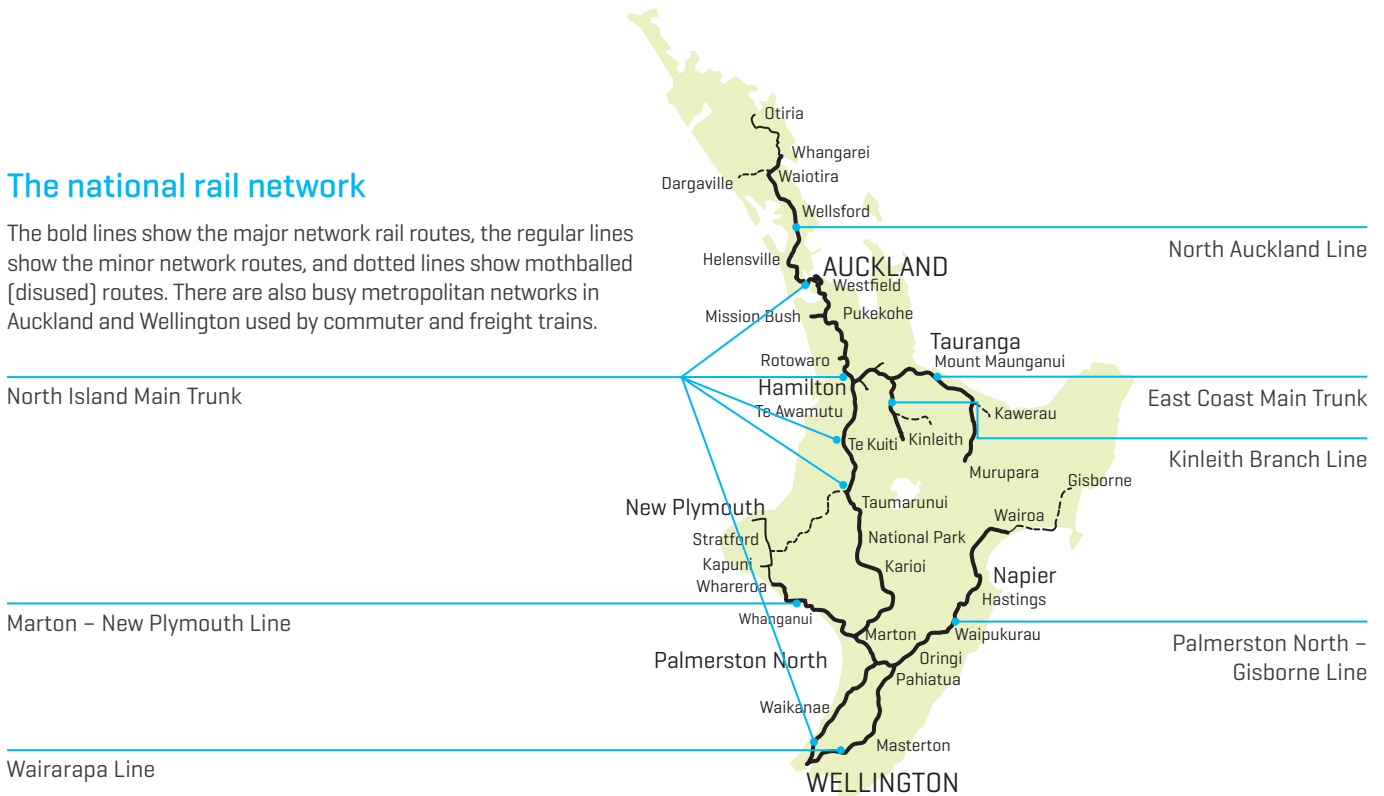 The national rail network
The bold lines show the major network rail routes, the regular lines
show the minor network routes, and dotted lines show mothballed
(disused) routes. There are also busy metropolitan networks in
Auckland and Wellington used by commuter and freight trains.
North Island Main Trunk
Marton – New Plymouth Line
Wairarapa Line
Otiria
Whangarei
Dargaville
Waiotira
Wellsford
Helensville
AUCKLAND
Westfield
Mission Bush
Pukekohe
Rotowaro
Tauranga
Mount Maunganui
Hamilton
Te Awamutu
Kawerau
Te Kuiti
Kinleith
Murupara
Gisborne
New Plymouth
Taumarunui
Wairoa
Stratford
National Park
Kapuni
Karioi
Whareroa
Napier
Hastings
Whanganui
Marton
Waipukurau
Palmerston North
Oringi
Pahiatua
Waikanae
Masterton
WELLINGTON
North Auckland Line
East Coast Main Trunk
Kinleith Branch Line
Palmerston North –
Gisborne Line